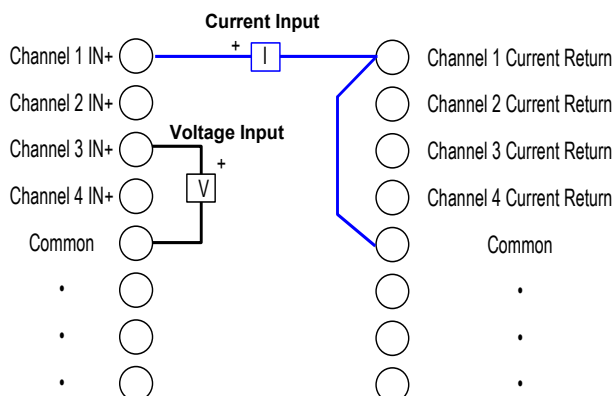 Current Input
Channel 1 IN+ + I Channel 1 Current Return
Channel 2 IN+ Channel 2 Current Return
Voltage Input
Channel 3 IN+ + Channel 3 Current Return
Channel 4 IN+ V Channel 4 Current Return
Common Common
• •
• •
• •